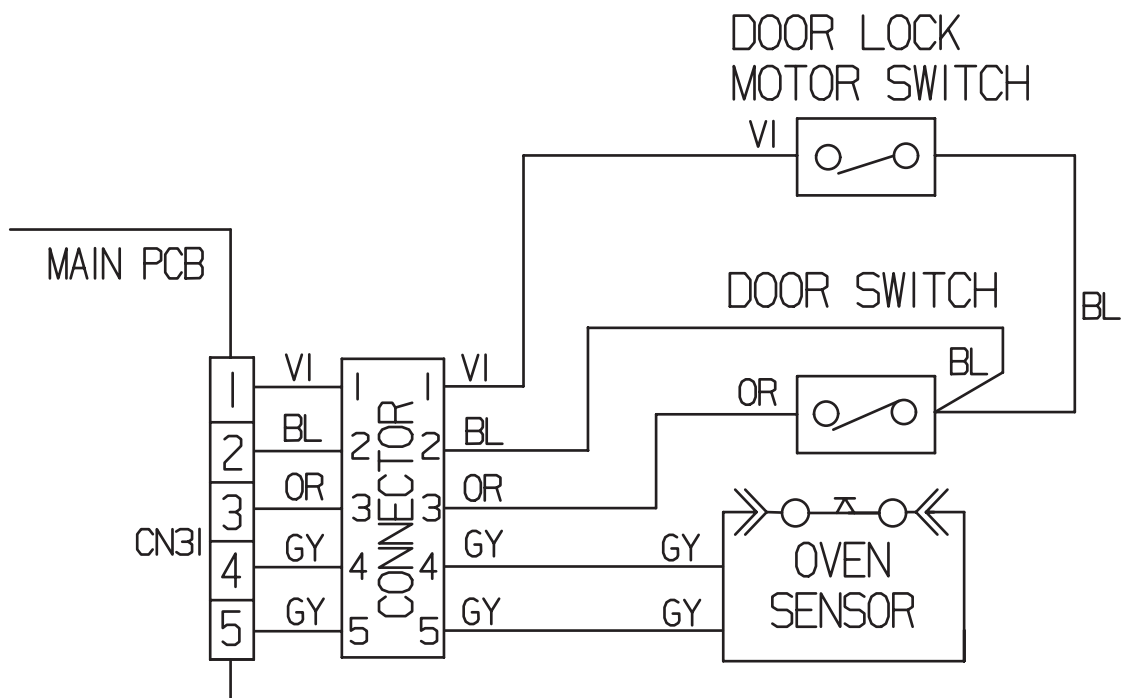 DOOR LOCK
MOTOR SWITCH
VI
MAIN PCB
DOOR SWITCH
BL
VI
VI
BL
1
1
1
OR
BL
BL
2
2
2
OR
OR
3
3
3
CN31
GY
GY
GY
4
4
4
CONNECTOR
OVEN
SENSOR
GY
GY
GY
5
5
5